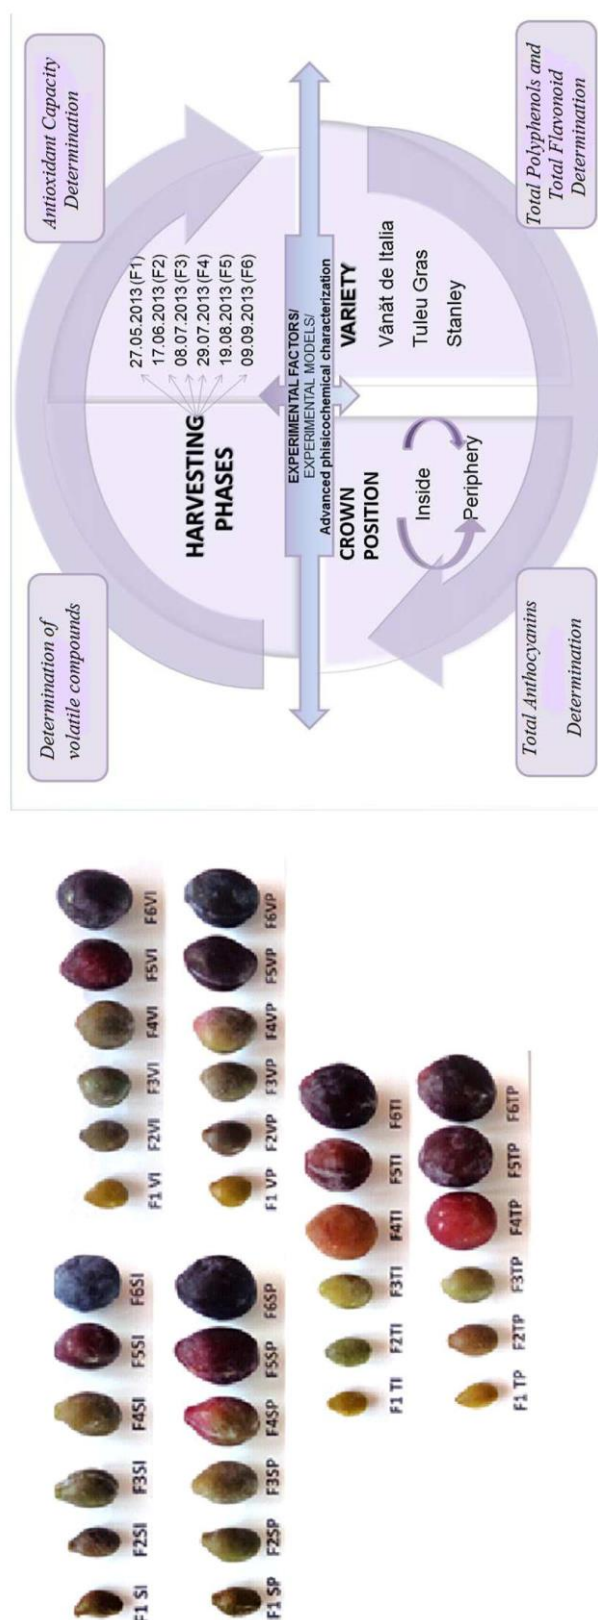 Determination of
volatile compounds
Antioxidant Capacity
Determination
HARVESTING
PHASES
27.05.2013 (F1)
17.06.2013 (F2)
08.07.2013 (F3)
29.07.2013 (F4)
19.08.2013 (F5)
09.09.2013 (F6)
EXPERIMENTAL FACTORS/
EXPERIMENTAL MODELS/
Advanced phisicochemical characterization
CROWN
POSITION
Inside
Periphery
VARIETY
Vânăt de Italia
Tuleu Gras
Stanley
Total Anthocyanins
Determination
Total Polyphenols and
Total Flavonoid
Determination
F1 SI F2SI F3SI F4SI F5SI F6SI
F1 SP F2SP F3SP F4SP F5SP F6SP
F1 VI F2VI F3VI F4VI F5VI F6VI
F1 VP F2VP F3VP F4VP F5VP F6VP
F1 TI F2TI F3TI F4TI F5TI F6TI
F1 TP F2TP F3TP F4TP F5TP F6TP